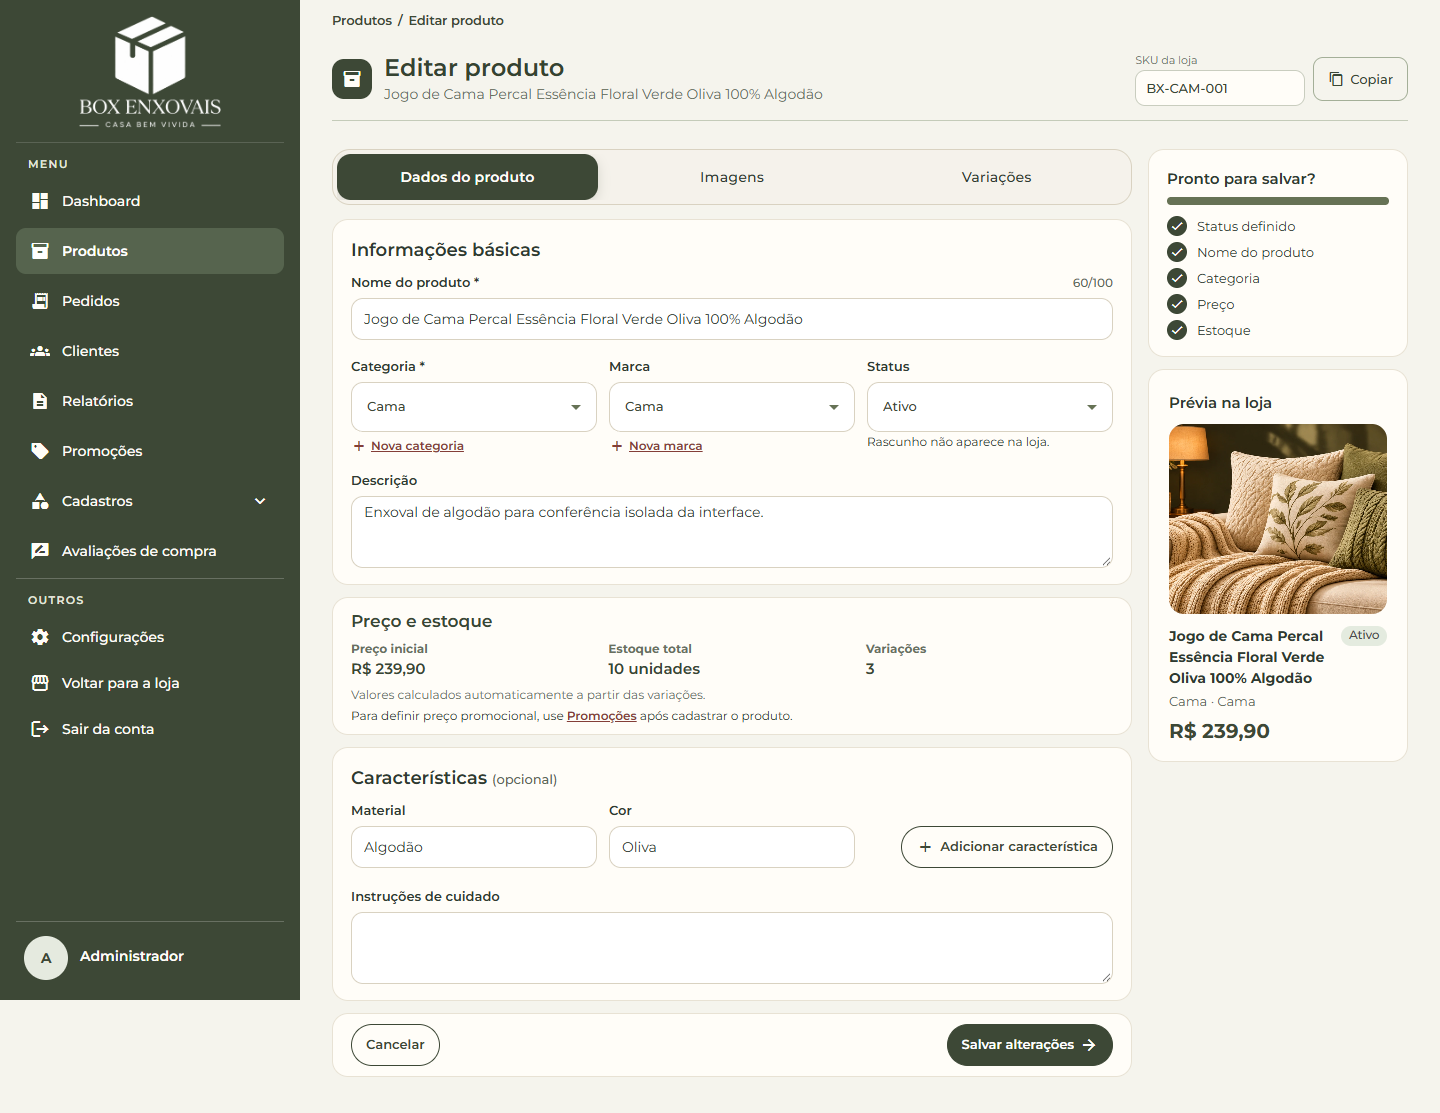 BOX ENXOVAIS
CASA BEM VIVIDA
MENU
Dashboard
Produtos
Pedidos
Clientes
Relatórios
Promoções
Cadastros
Avaliações de compra
OUTROS
Configurações
Voltar para a loja
Sair da conta
A
Administrador
Produtos / Editar produto
Editar produto
Jogo de Cama Percal Essência Floral Verde Oliva 100% Algodão
SKU da loja
BX-CAM-001
Copiar
Dados do produto
Imagens
Variações
Informações básicas
Nome do produto *
60/100
Jogo de Cama Percal Essência Floral Verde Oliva 100% Algodão
Categoria *
Marca
Status
Cama
Cama
Ativo
+ Nova categoria
+ Nova marca
Rascunho não aparece na loja.
Descrição
Enxoval de algodão para conferência isolada da interface.
Preço e estoque
Preço inicial
Estoque total
Variações
R$ 239,90
10 unidades
3
Valores calculados automaticamente a partir das variações.
Para definir preço promocional, use Promoções após cadastrar o produto.
Características (opcional)
Material
Cor
Algodão
Oliva
+ Adicionar característica
Instruções de cuidado
Cancelar
Salvar alterações →
Pronto para salvar?
Status definido
Nome do produto
Categoria
Preço
Estoque
Prévia na loja
Jogo de Cama Percal
Essência Floral Verde
Oliva 100% Algodão
Ativo
Cama · Cama
R$ 239,90